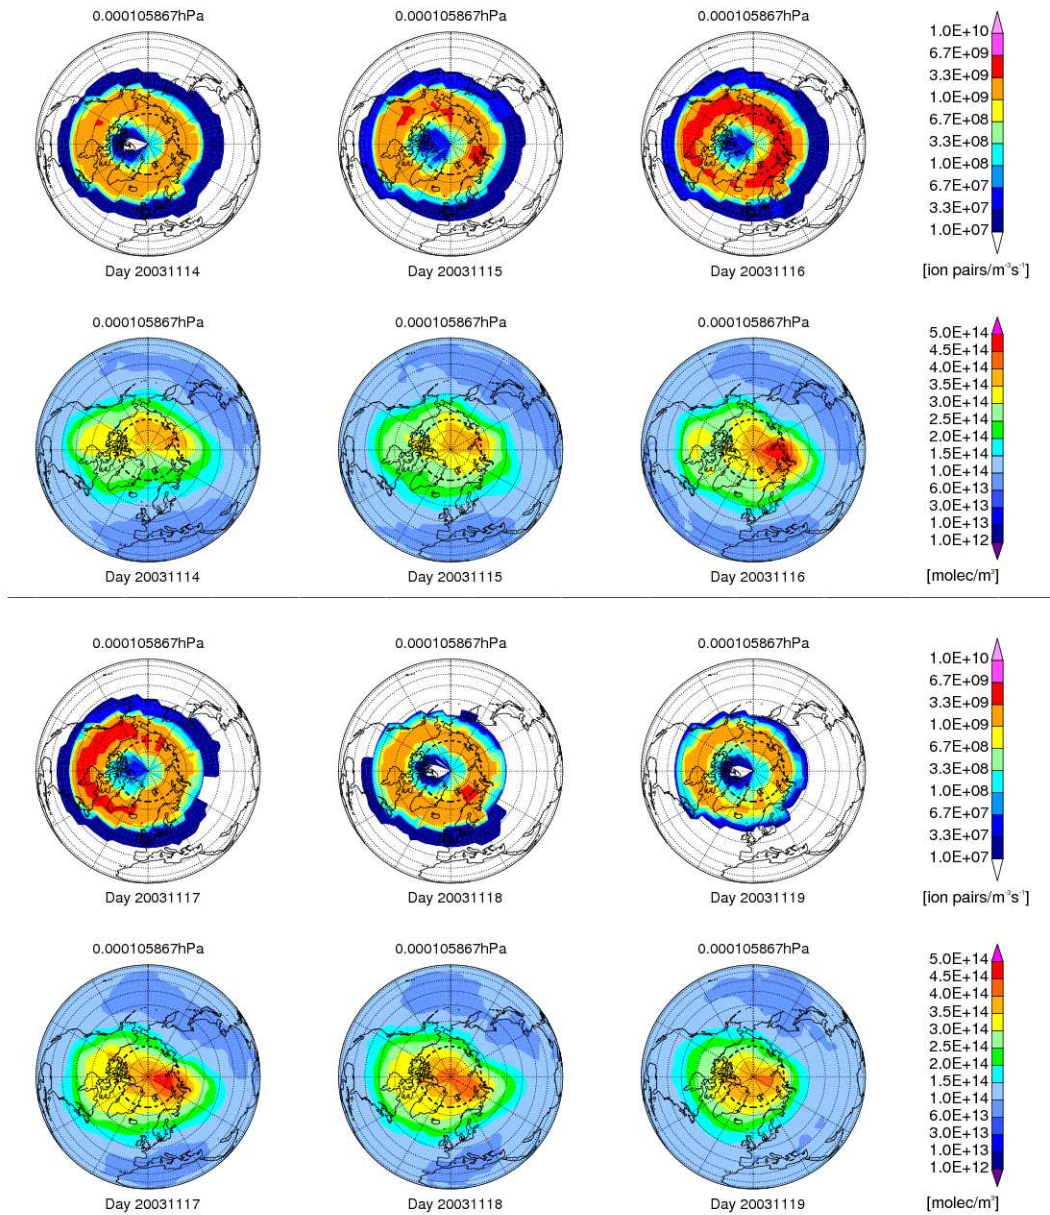 0.000105867hPa 0.000105867hPa 0.000105867hPa
1.0E+10
6.7E+09
3.3E+09
1.0E+09
6.7E+08
3.3E+08
1.0E+08
6.7E+07
3.3E+07
1.0E+07
Day 20031114 Day 20031115 Day 20031116 [ion pairs/m⁻³s⁻¹]
0.000105867hPa 0.000105867hPa 0.000105867hPa
5.0E+14
4.5E+14
4.0E+14
3.5E+14
3.0E+14
2.5E+14
2.0E+14
1.5E+14
1.0E+14
6.0E+13
3.0E+13
1.0E+13
1.0E+12
Day 20031114 Day 20031115 Day 20031116 [molec/m³]
0.000105867hPa 0.000105867hPa 0.000105867hPa
1.0E+10
6.7E+09
3.3E+09
1.0E+09
6.7E+08
3.3E+08
1.0E+08
6.7E+07
3.3E+07
1.0E+07
Day 20031117 Day 20031118 Day 20031119 [ion pairs/m⁻³s⁻¹]
0.000105867hPa 0.000105867hPa 0.000105867hPa
5.0E+14
4.5E+14
4.0E+14
3.5E+14
3.0E+14
2.5E+14
2.0E+14
1.5E+14
1.0E+14
6.0E+13
3.0E+13
1.0E+13
1.0E+12
Day 20031117 Day 20031118 Day 20031119 [molec/m³]